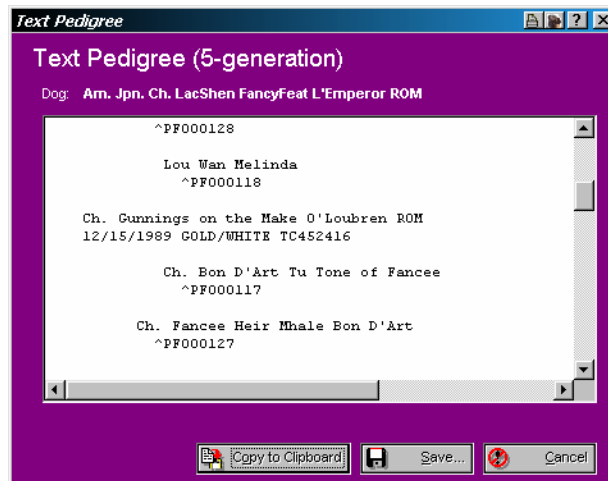 Text Pedigree
Text Pedigree (5-generation)
Dog: Am. Jpn. Ch. LacShen FancyFeat L'Emperor ROM
^PF000128
Lou Wan Melinda
^PF000118
Ch. Gunnings on the Make O'Loubren ROM
12/15/1989 GOLD/WHITE TC452416
Ch. Bon D'Art Tu Tone of Fancee
^PF000117
Ch. Fancee Heir Mhale Bon D'Art
^PF000127
Copy to Clipboard
Save...
Cancel